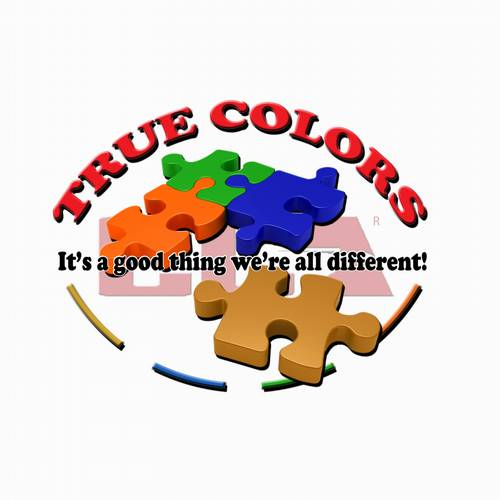 TRUE COLORS
It's a good thing we're all different!
R